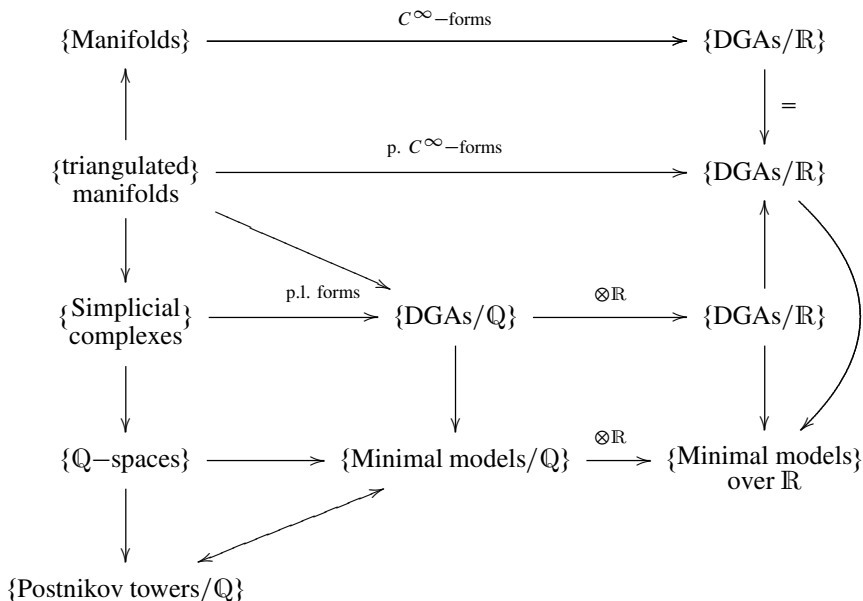 C∞−forms
{Manifolds} {DGAs/ℝ}
=
p. C∞−forms
{triangulated} {DGAs/ℝ}
manifolds
p.l. forms ⊗ℝ
{Simplicial} {DGAs/ℚ} {DGAs/ℝ}
complexes
⊗ℝ
{ℚ−spaces} {Minimal models/ℚ} {Minimal models}
over ℝ
{Postnikov towers/ℚ}